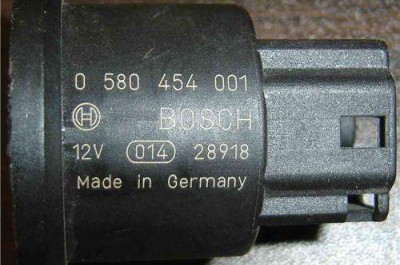 0 580 454 001
BOSCH
12V 014 28918
Made in Germany